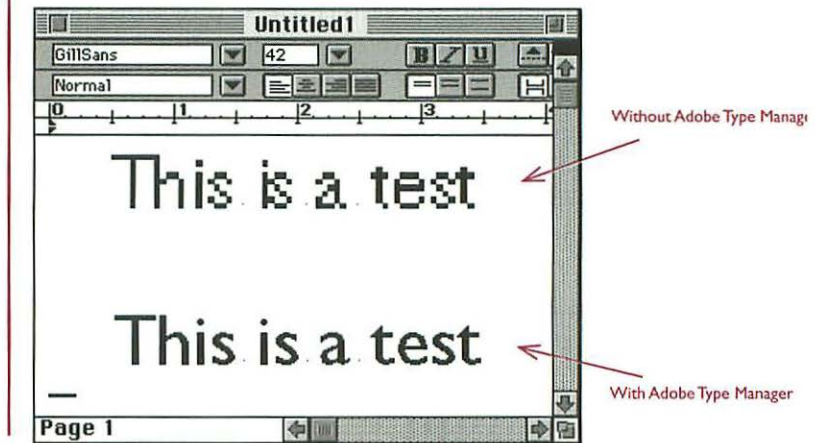 Untitled1
GillSans 42 B I U
Normal
0 1 2 3
This is a test
Without Adobe Type Manag
This is a test
With Adobe Type Manager
Page 1